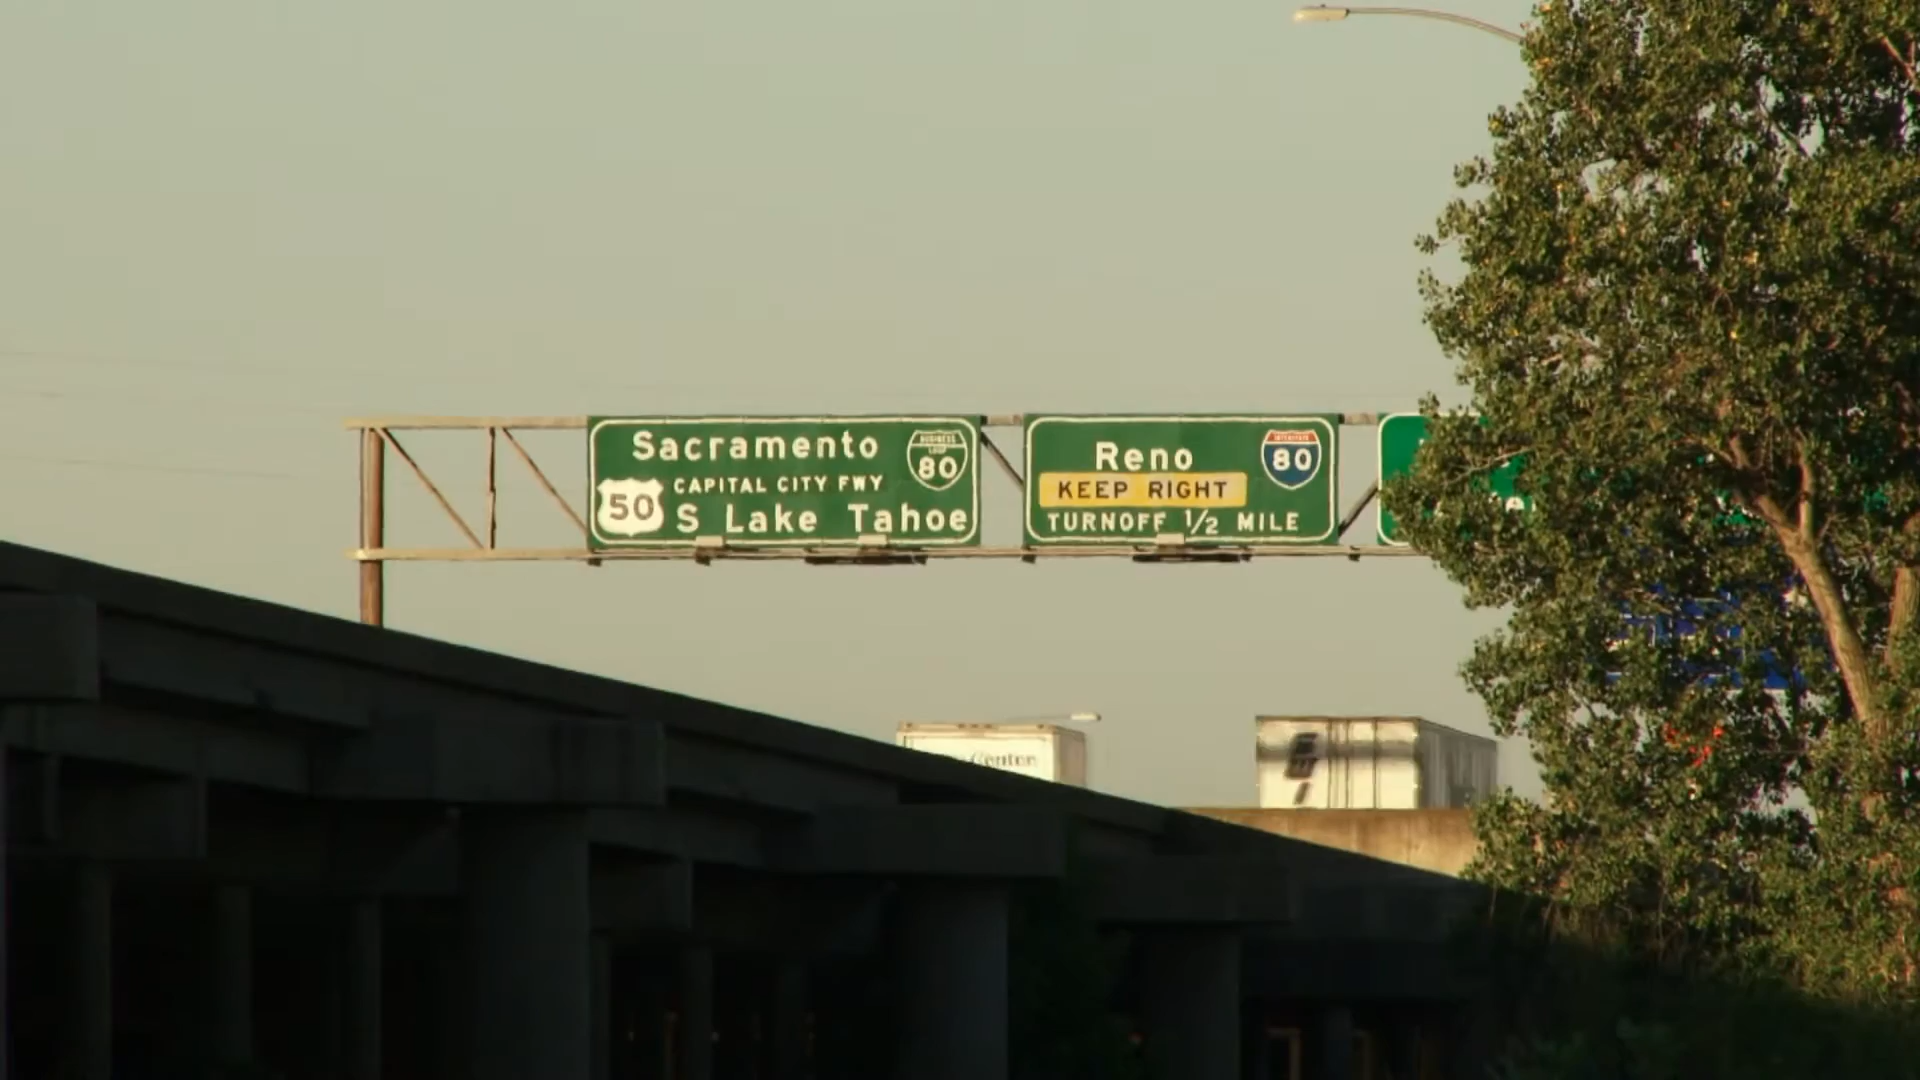 Sacramento
BUSINESS
LOOP
80
CAPITAL CITY FWY
50
S Lake Tahoe
Reno
INTERSTATE
80
KEEP RIGHT
TURNOFF 1/2 MILE
Center